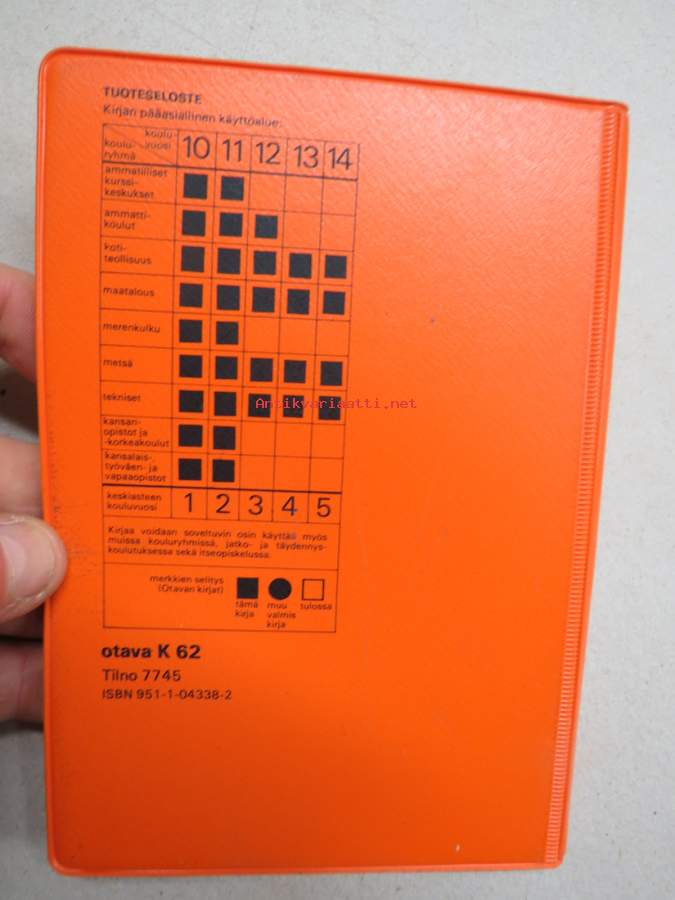 TUOTESELOSTE
Kirjan pääasiallinen käyttöalue:
koulu-
vuosi
koulu-
ryhmä
10 11 12 13 14
ammatilliset
kurssi-
keskukset
ammatti-
koulut
koti-
teollisuus
maatalous
merenkulku
metsä
tekniset
Antikvariaatti.net
kansan-
opistot ja
-korkeakoulut
kansalais-,
työväen- ja
vapaaopistot
keskiasteen
kouluvuosi
1 2 3 4 5
Kirjaa voidaan soveltuvin osin käyttää myös
muissa kouluryhmissä, jatko- ja täydennys-
koulutuksessa sekä itseopiskelussa.
merkkien selitys
(Otavan kirjat)
tämä
kirja
muu
valmis
kirja
tulossa
otava K 62
Tilno 7745
ISBN 951-1-04338-2